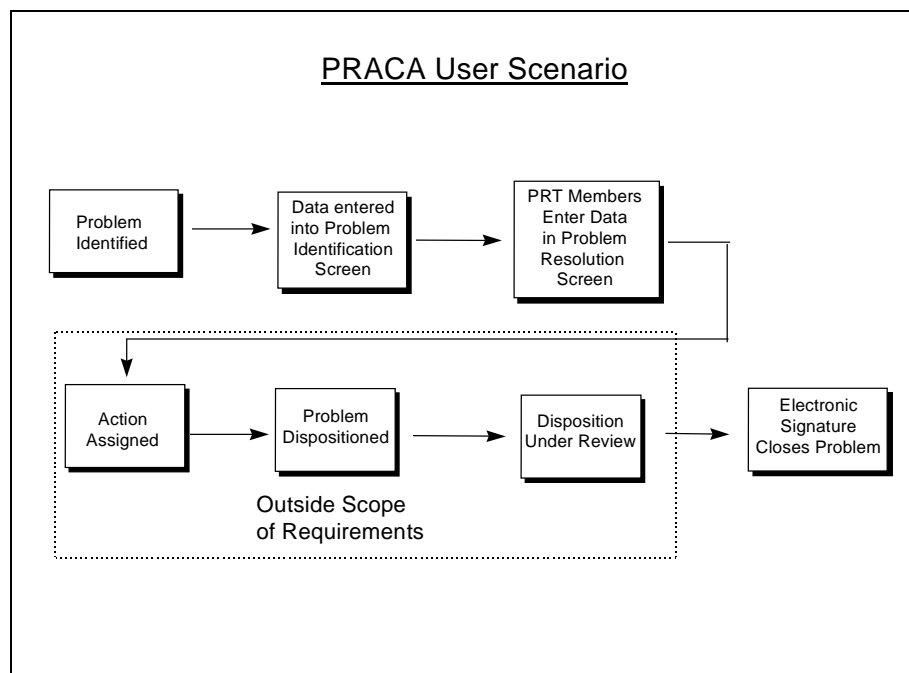 PRACA User Scenario
Problem
Identified
Data entered
into Problem
Identification
Screen
PRT Members
Enter Data
in Problem
Resolution
Screen
Action
Assigned
Problem
Dispositioned
Disposition
Under Review
Electronic
Signature
Closes Problem
Outside Scope
of Requirements